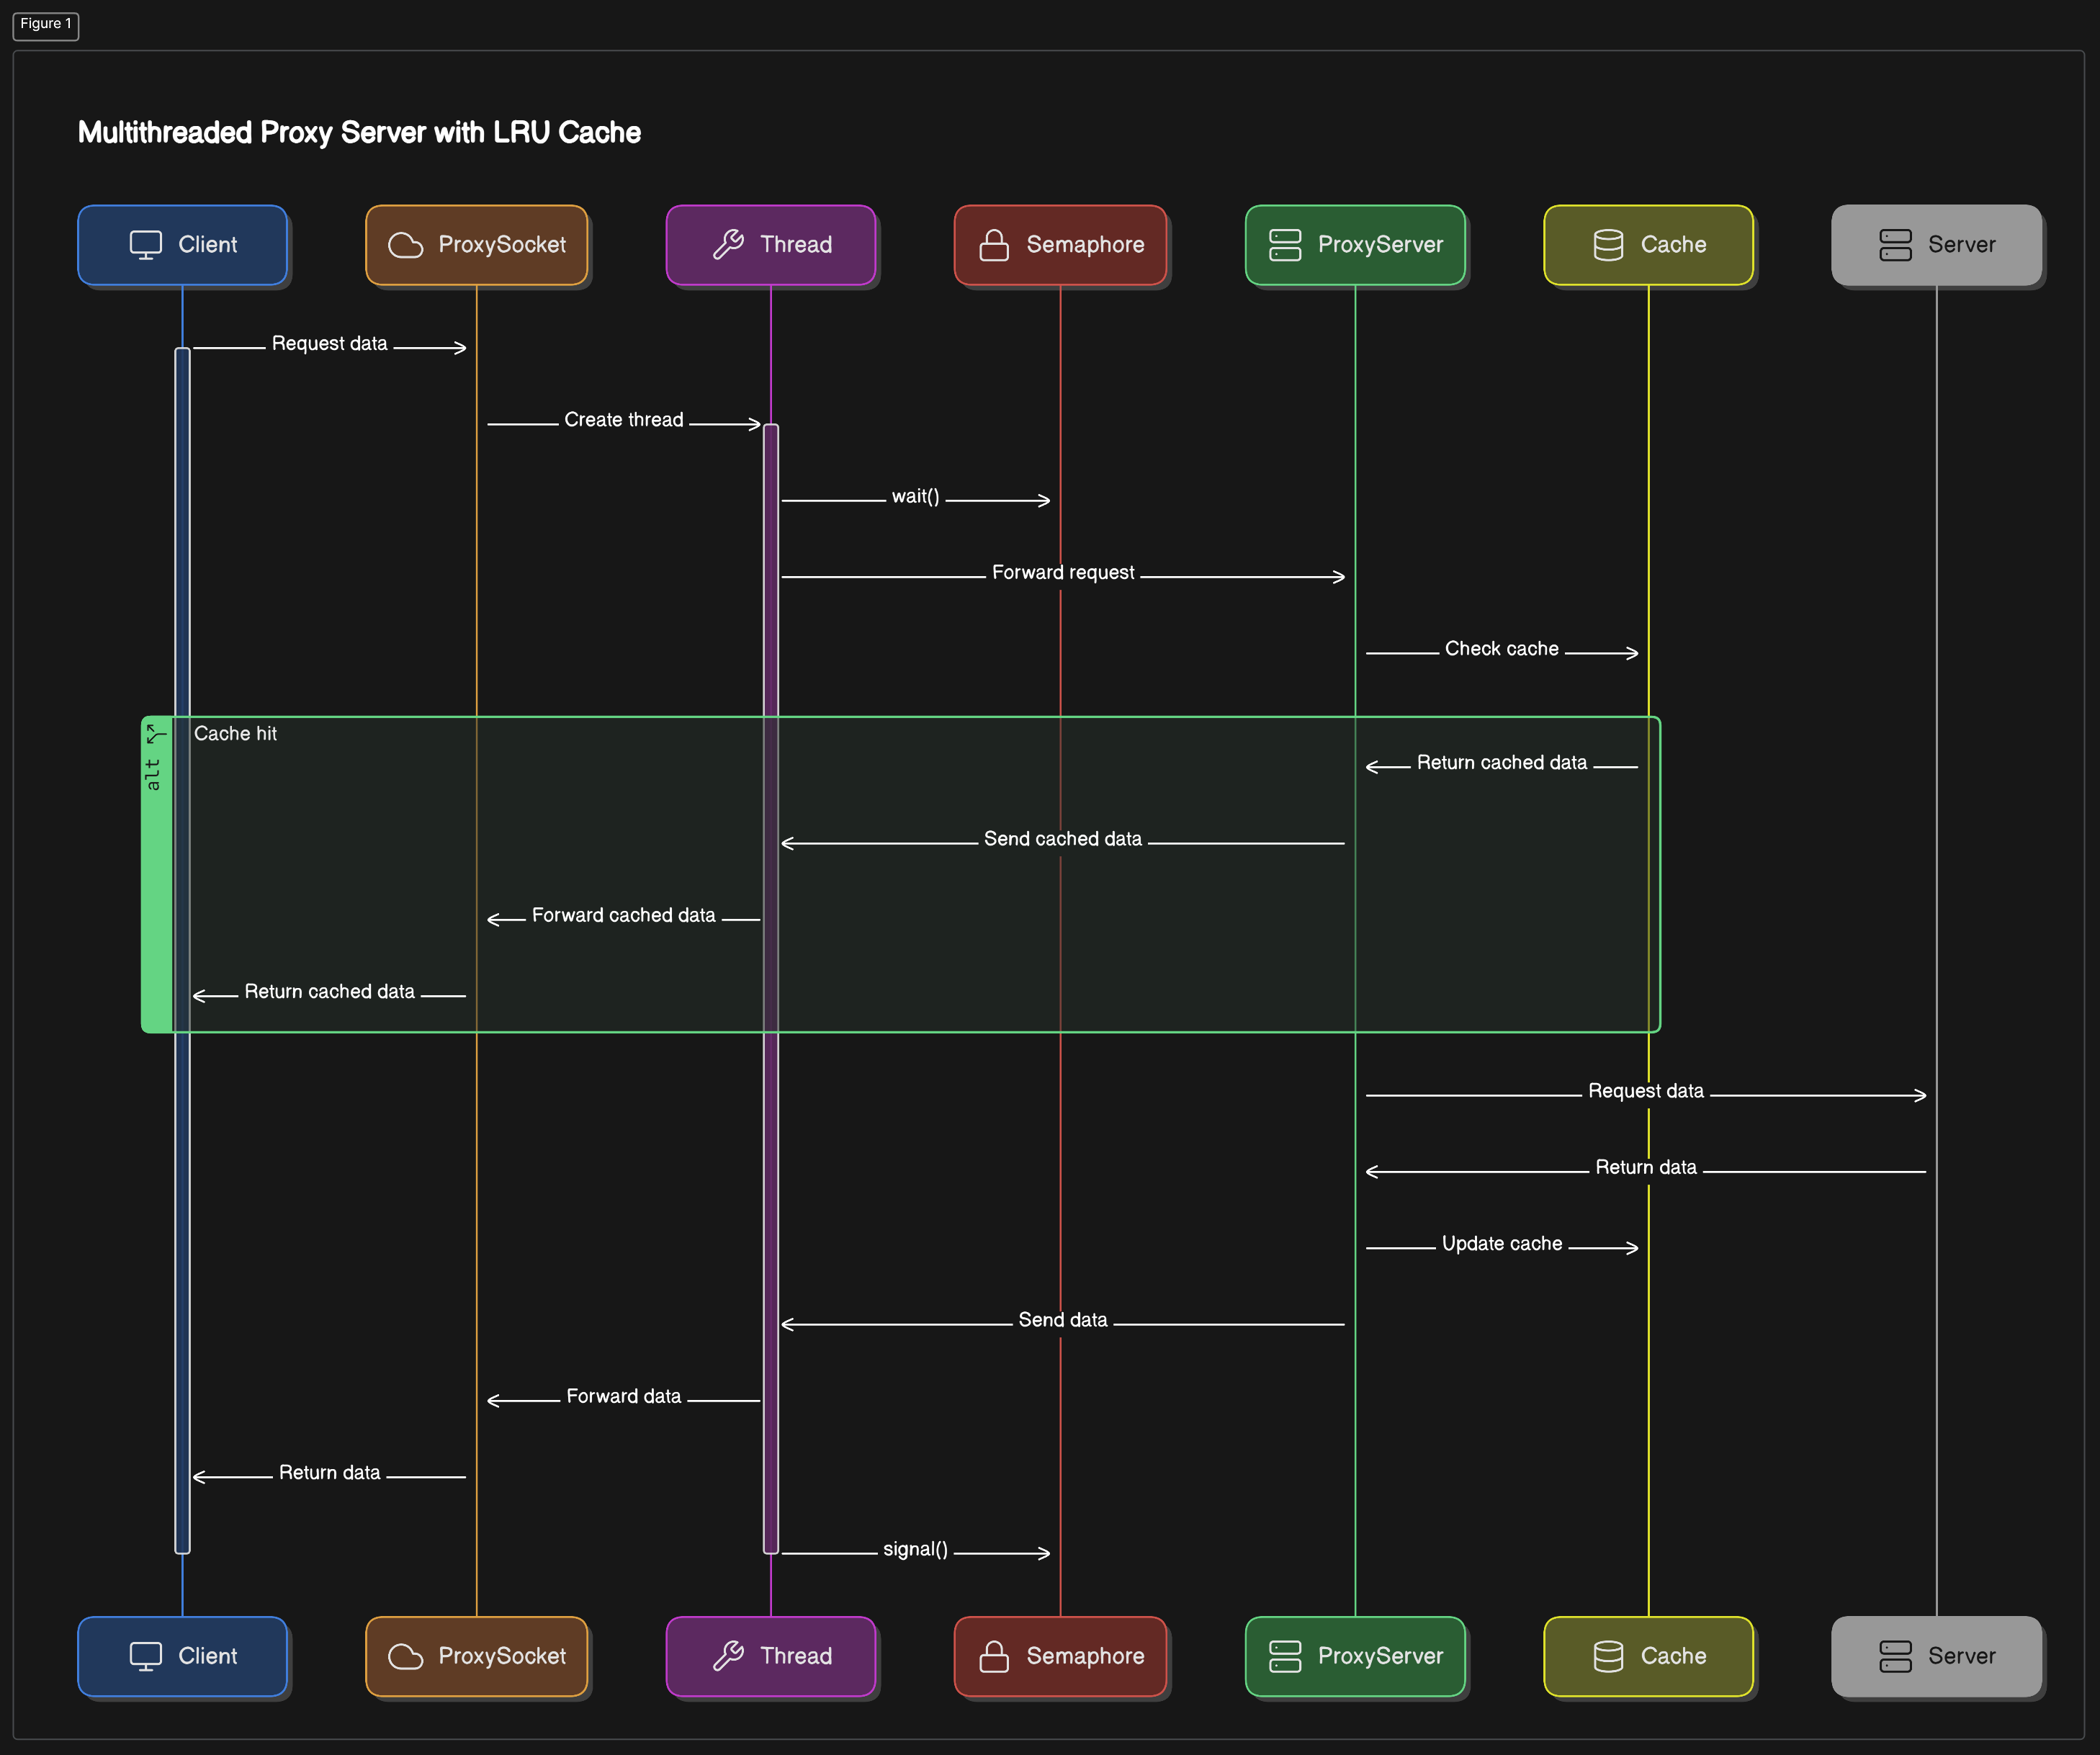 Figure 1
Multithreaded Proxy Server with LRU Cache
Client
ProxySocket
Thread
Semaphore
ProxyServer
Cache
Server
Request data
Create thread
wait()
Forward request
Check cache
alt
Cache hit
Return cached data
Send cached data
Forward cached data
Return cached data
Request data
Return data
Update cache
Send data
Forward data
Return data
signal()
Client
ProxySocket
Thread
Semaphore
ProxyServer
Cache
Server